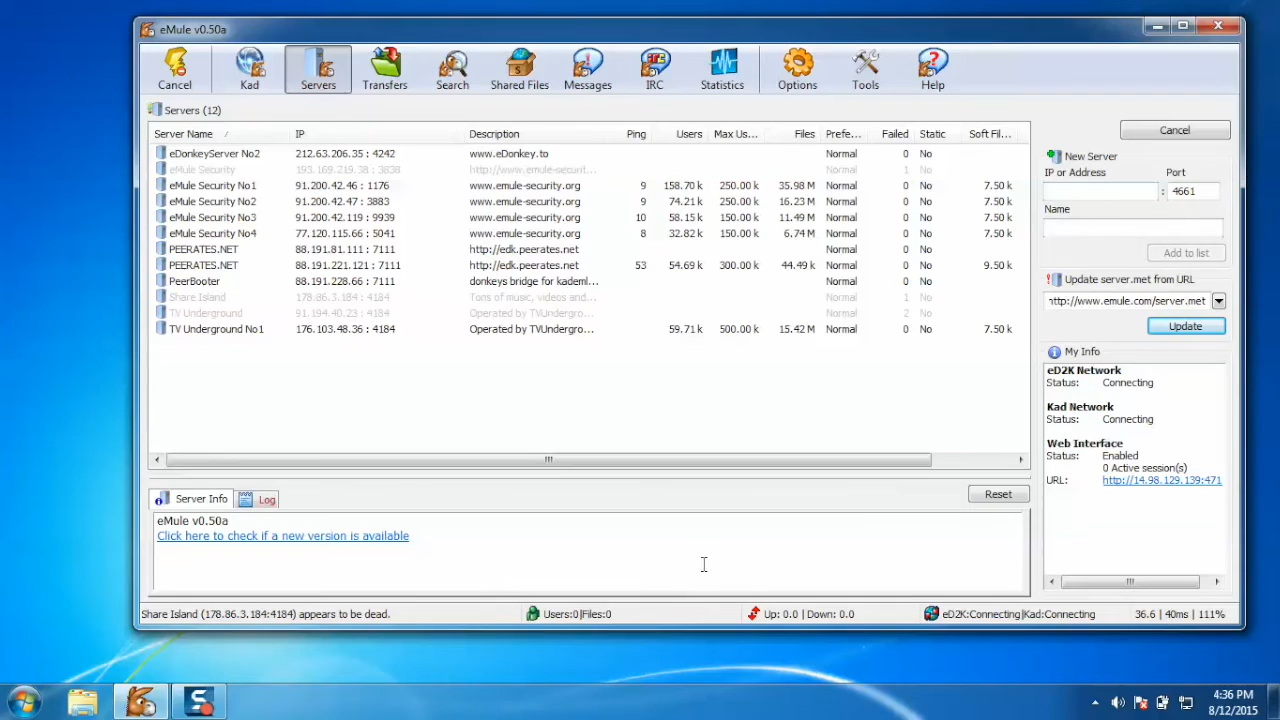 eMule v0.50a
Cancel Kad Servers Transfers Search Shared Files Messages IRC Statistics Options Tools Help
Servers (12)
Server Name / IP Description Ping Users Max Us... Files Prefe... Failed Static Soft Fil...
eDonkeyServer No2 212.63.206.35 : 4242 www.eDonkey.to Normal 0 No
eMule Security 193.169.219.38 : 3838 http://www.emule-securit... Normal 1 No
eMule Security No1 91.200.42.46 : 1176 www.emule-security.org 9 158.70 k 250.00 k 35.98 M Normal 0 No 7.50 k
eMule Security No2 91.200.42.47 : 3883 www.emule-security.org 9 74.21 k 250.00 k 16.23 M Normal 0 No 7.50 k
eMule Security No3 91.200.42.119 : 9939 www.emule-security.org 10 58.15 k 150.00 k 11.49 M Normal 0 No 7.50 k
eMule Security No4 77.120.115.66 : 5041 www.emule-security.org 8 32.82 k 150.00 k 6.74 M Normal 0 No 7.50 k
PEERATES.NET 88.191.81.111 : 7111 http://edk.peerates.net Normal 0 No
PEERATES.NET 88.191.221.121 : 7111 http://edk.peerates.net 53 54.69 k 300.00 k 44.49 k Normal 0 No 9.50 k
PeerBooter 88.191.228.66 : 7111 donkeys bridge for kademl... Normal 0 No
Share Island 178.86.3.184 : 4184 Tons of music, videos and... Normal 1 No
TV Underground 91.194.40.23 : 4184 Operated by TVUndergro... Normal 2 No
TV Underground No1 176.103.48.36 : 4184 Operated by TVUndergro... 59.71 k 500.00 k 15.42 M Normal 0 No 7.50 k
Cancel
New Server
IP or Address Port
: 4661
Name
Add to list
Update server.met from URL
http://www.emule.com/server.met
Update
My Info
eD2K Network
Status: Connecting
Kad Network
Status: Connecting
Web Interface
Status: Enabled
0 Active session(s)
URL: http://14.98.129.139:471
Server Info Log Reset
eMule v0.50a
Click here to check if a new version is available
Share Island (178.86.3.184:4184) appears to be dead. Users:0|Files:0 Up: 0.0 | Down: 0.0 eD2K:Connecting|Kad:Connecting 36.6 | 40ms | 111%
4:36 PM
8/12/2015